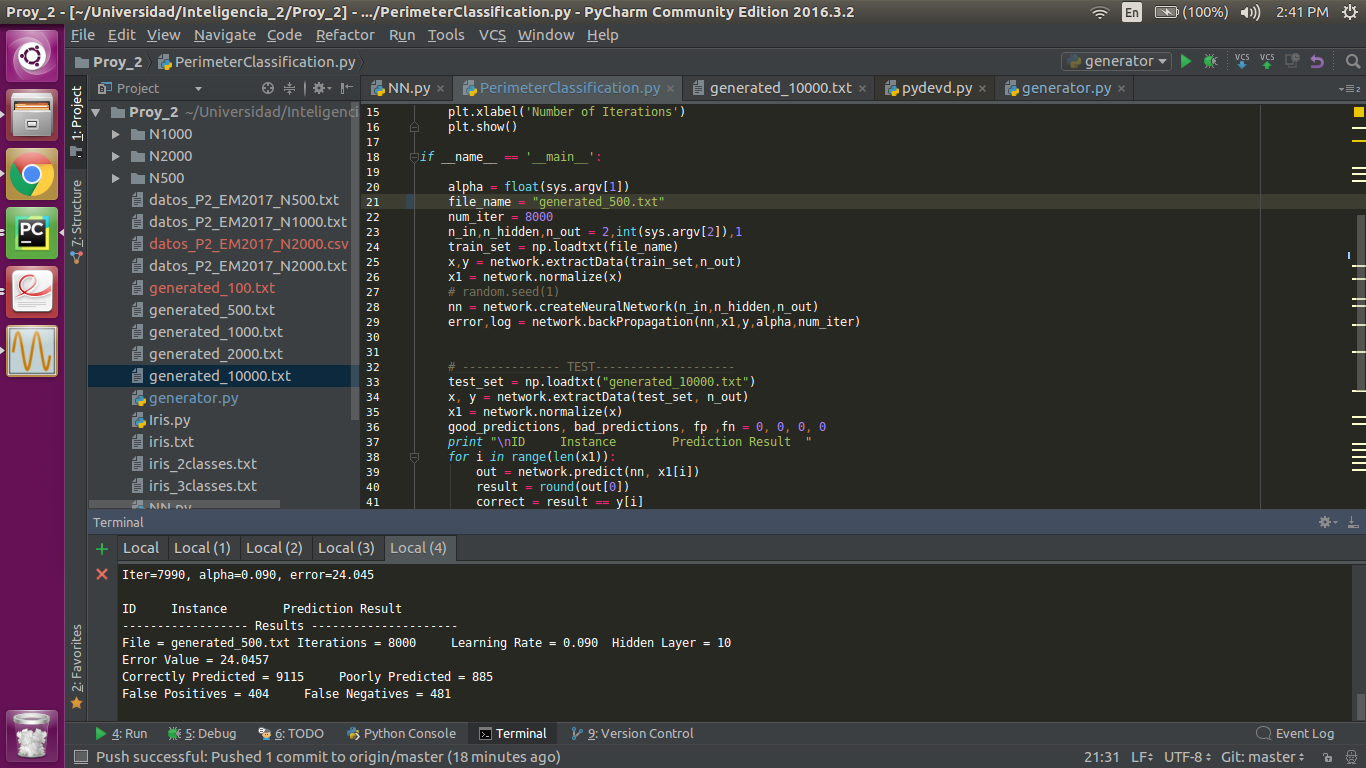 Proy_2 - [~/Universidad/Inteligencia_2/Proy_2] - .../PerimeterClassification.py - PyCharm Community Edition 2016.3.2
En (100%) 2:41 PM
File Edit View Navigate Code Refactor Run Tools VCS Window Help
Proy_2 PerimeterClassification.py generator VCS VCS
Project NN.py PerimeterClassification.py generated_10000.txt pydevd.py generator.py
1: Project
7: Structure
2: Favorites
PC
Proy_2 ~/Universidad/Inteligenci
N1000
N2000
N500
datos_P2_EM2017_N500.txt
datos_P2_EM2017_N1000.txt
datos_P2_EM2017_N2000.csv
datos_P2_EM2017_N2000.txt
generated_100.txt
generated_500.txt
generated_1000.txt
generated_2000.txt
generated_10000.txt
generator.py
Iris.py
iris.txt
iris_2classes.txt
iris_3classes.txt
NN.py
15 plt.xlabel('Number of Iterations')
16 plt.show()
17
18 if __name__ == '__main__':
19
20 alpha = float(sys.argv[1])
21 file_name = "generated_500.txt"
22 num_iter = 8000
23 n_in,n_hidden,n_out = 2,int(sys.argv[2]),1
24 train_set = np.loadtxt(file_name)
25 x,y = network.extractData(train_set,n_out)
26 x1 = network.normalize(x)
27 # random.seed(1)
28 nn = network.createNeuralNetwork(n_in,n_hidden,n_out)
29 error,log = network.backPropagation(nn,x1,y,alpha,num_iter)
30
31
32 # -------------- TEST--------------------
33 test_set = np.loadtxt("generated_10000.txt")
34 x, y = network.extractData(test_set, n_out)
35 x1 = network.normalize(x)
36 good_predictions, bad_predictions, fp ,fn = 0, 0, 0, 0
37 print "\nID     Instance        Prediction Result  "
38 for i in range(len(x1)):
39 out = network.predict(nn, x1[i])
40 result = round(out[0])
41 correct = result == y[i]
Terminal
Local Local (1) Local (2) Local (3) Local (4)
Iter=7990, alpha=0.090, error=24.045
ID     Instance        Prediction Result
------------------ Results ---------------------
File = generated_500.txt Iterations = 8000     Learning Rate = 0.090  Hidden Layer = 10
Error Value = 24.0457
Correctly Predicted = 9115     Poorly Predicted = 885
False Positives = 404     False Negatives = 481
4: Run 5: Debug 6: TODO Python Console Terminal 9: Version Control Event Log
Push successful: Pushed 1 commit to origin/master (18 minutes ago) 21:31 LF UTF-8 Git: master